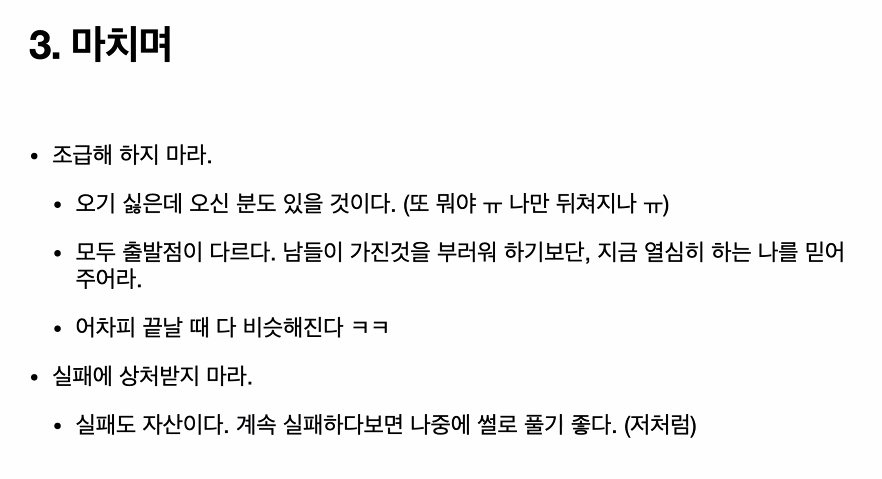 3. 마치며
• 조급해 하지 마라.
• 오기 싫은데 오신 분도 있을 것이다. (또 뭐야 ㅠ 나만 뒤쳐지나 ㅠ)
• 모두 출발점이 다르다. 남들이 가진것을 부러워 하기보단, 지금 열심히 하는 나를 믿어
주어라.
• 어차피 끝날 때 다 비슷해진다 ㅋㅋ
• 실패에 상처받지 마라.
• 실패도 자산이다. 계속 실패하다보면 나중에 썰로 풀기 좋다. (저처럼)